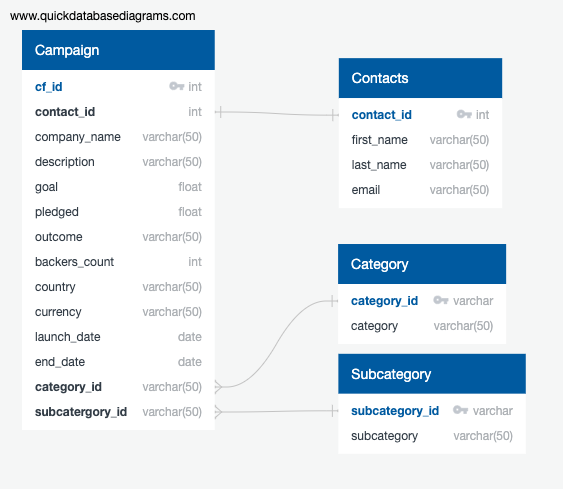 www.quickdatabasediagrams.com
Campaign
cf_id int
contact_id int
company_name varchar(50)
description varchar(50)
goal float
pledged float
outcome varchar(50)
backers_count int
country varchar(50)
currency varchar(50)
launch_date date
end_date date
category_id varchar(50)
subcatergory_id varchar(50)
Contacts
contact_id int
first_name varchar(50)
last_name varchar(50)
email varchar(50)
Category
category_id varchar
category varchar(50)
Subcategory
subcategory_id varchar
subcategory varchar(50)